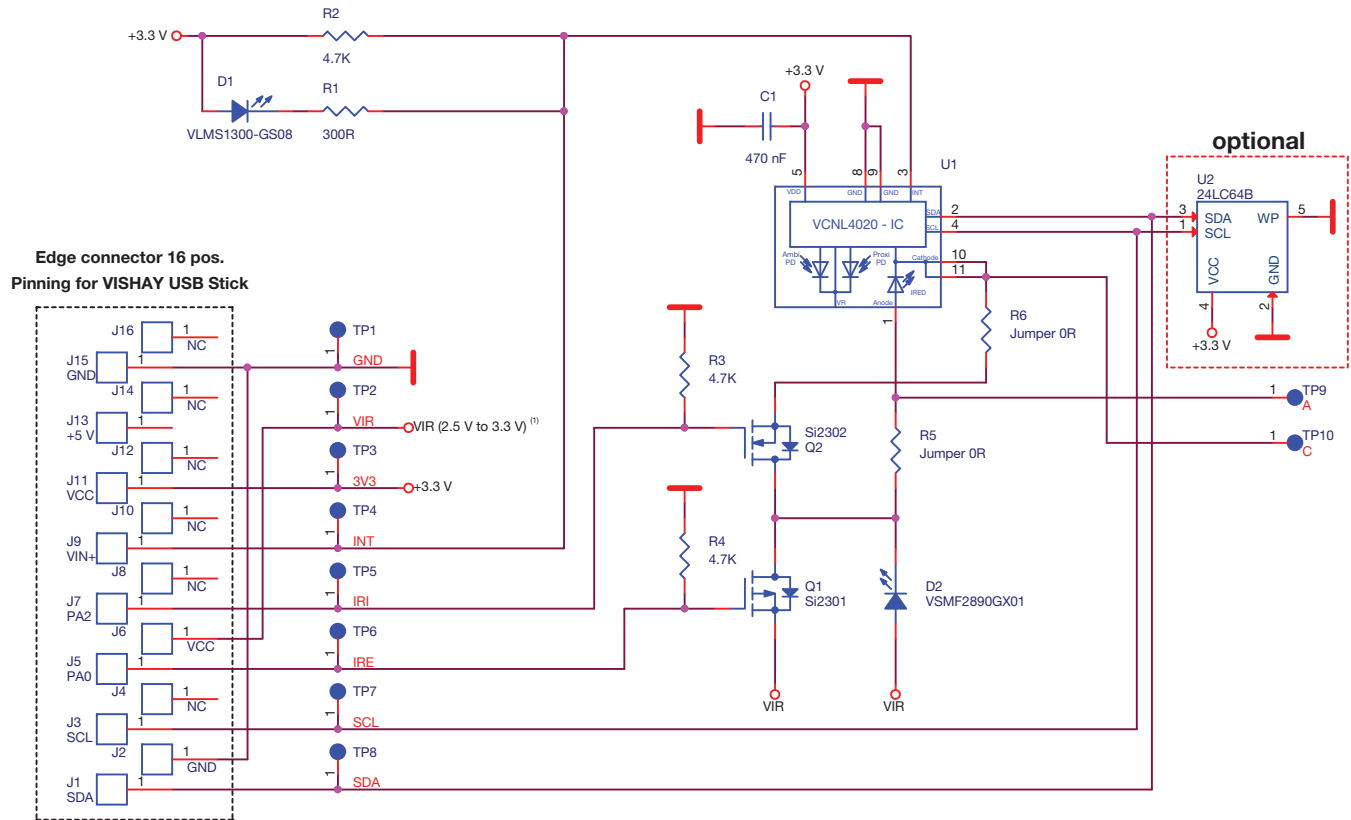 R2
+3.3 V
4.7K
D1
R1
VLMS1300-GS08
300R
+3.3 V
C1
470 nF
5
8
9
3
U1
VDD
GND
GND
INT
VCNL4020 - IC
SDA
SCL
2
4
Ambi
PD
Proxi
PD
Cathode
10
11
IRED
VR
Anode
1
optional
U2
24LC64B
3
SDA
WP
5
1
SCL
VCC
GND
4
2
+3.3 V
R6
Jumper 0R
Edge connector 16 pos.
Pinning for VISHAY USB Stick
J16
1
NC
J15
GND
1
J14
1
NC
J13
+5 V
1
J12
1
NC
J11
VCC
1
J10
1
NC
J9
VIN+
1
J8
1
NC
J7
PA2
1
J6
1
VCC
J5
PA0
1
J4
1
NC
J3
SCL
1
J2
1
GND
J1
SDA
1
TP1
1
GND
TP2
1
VIR
VIR (2.5 V to 3.3 V) (1)
TP3
1
3V3
+3.3 V
TP4
1
INT
TP5
1
IRI
TP6
1
IRE
TP7
1
SCL
TP8
1
SDA
R3
4.7K
Si2302
Q2
R5
Jumper 0R
1
TP9
A
1
TP10
C
R4
4.7K
Q1
Si2301
D2
VSMF2890GX01
VIR
VIR